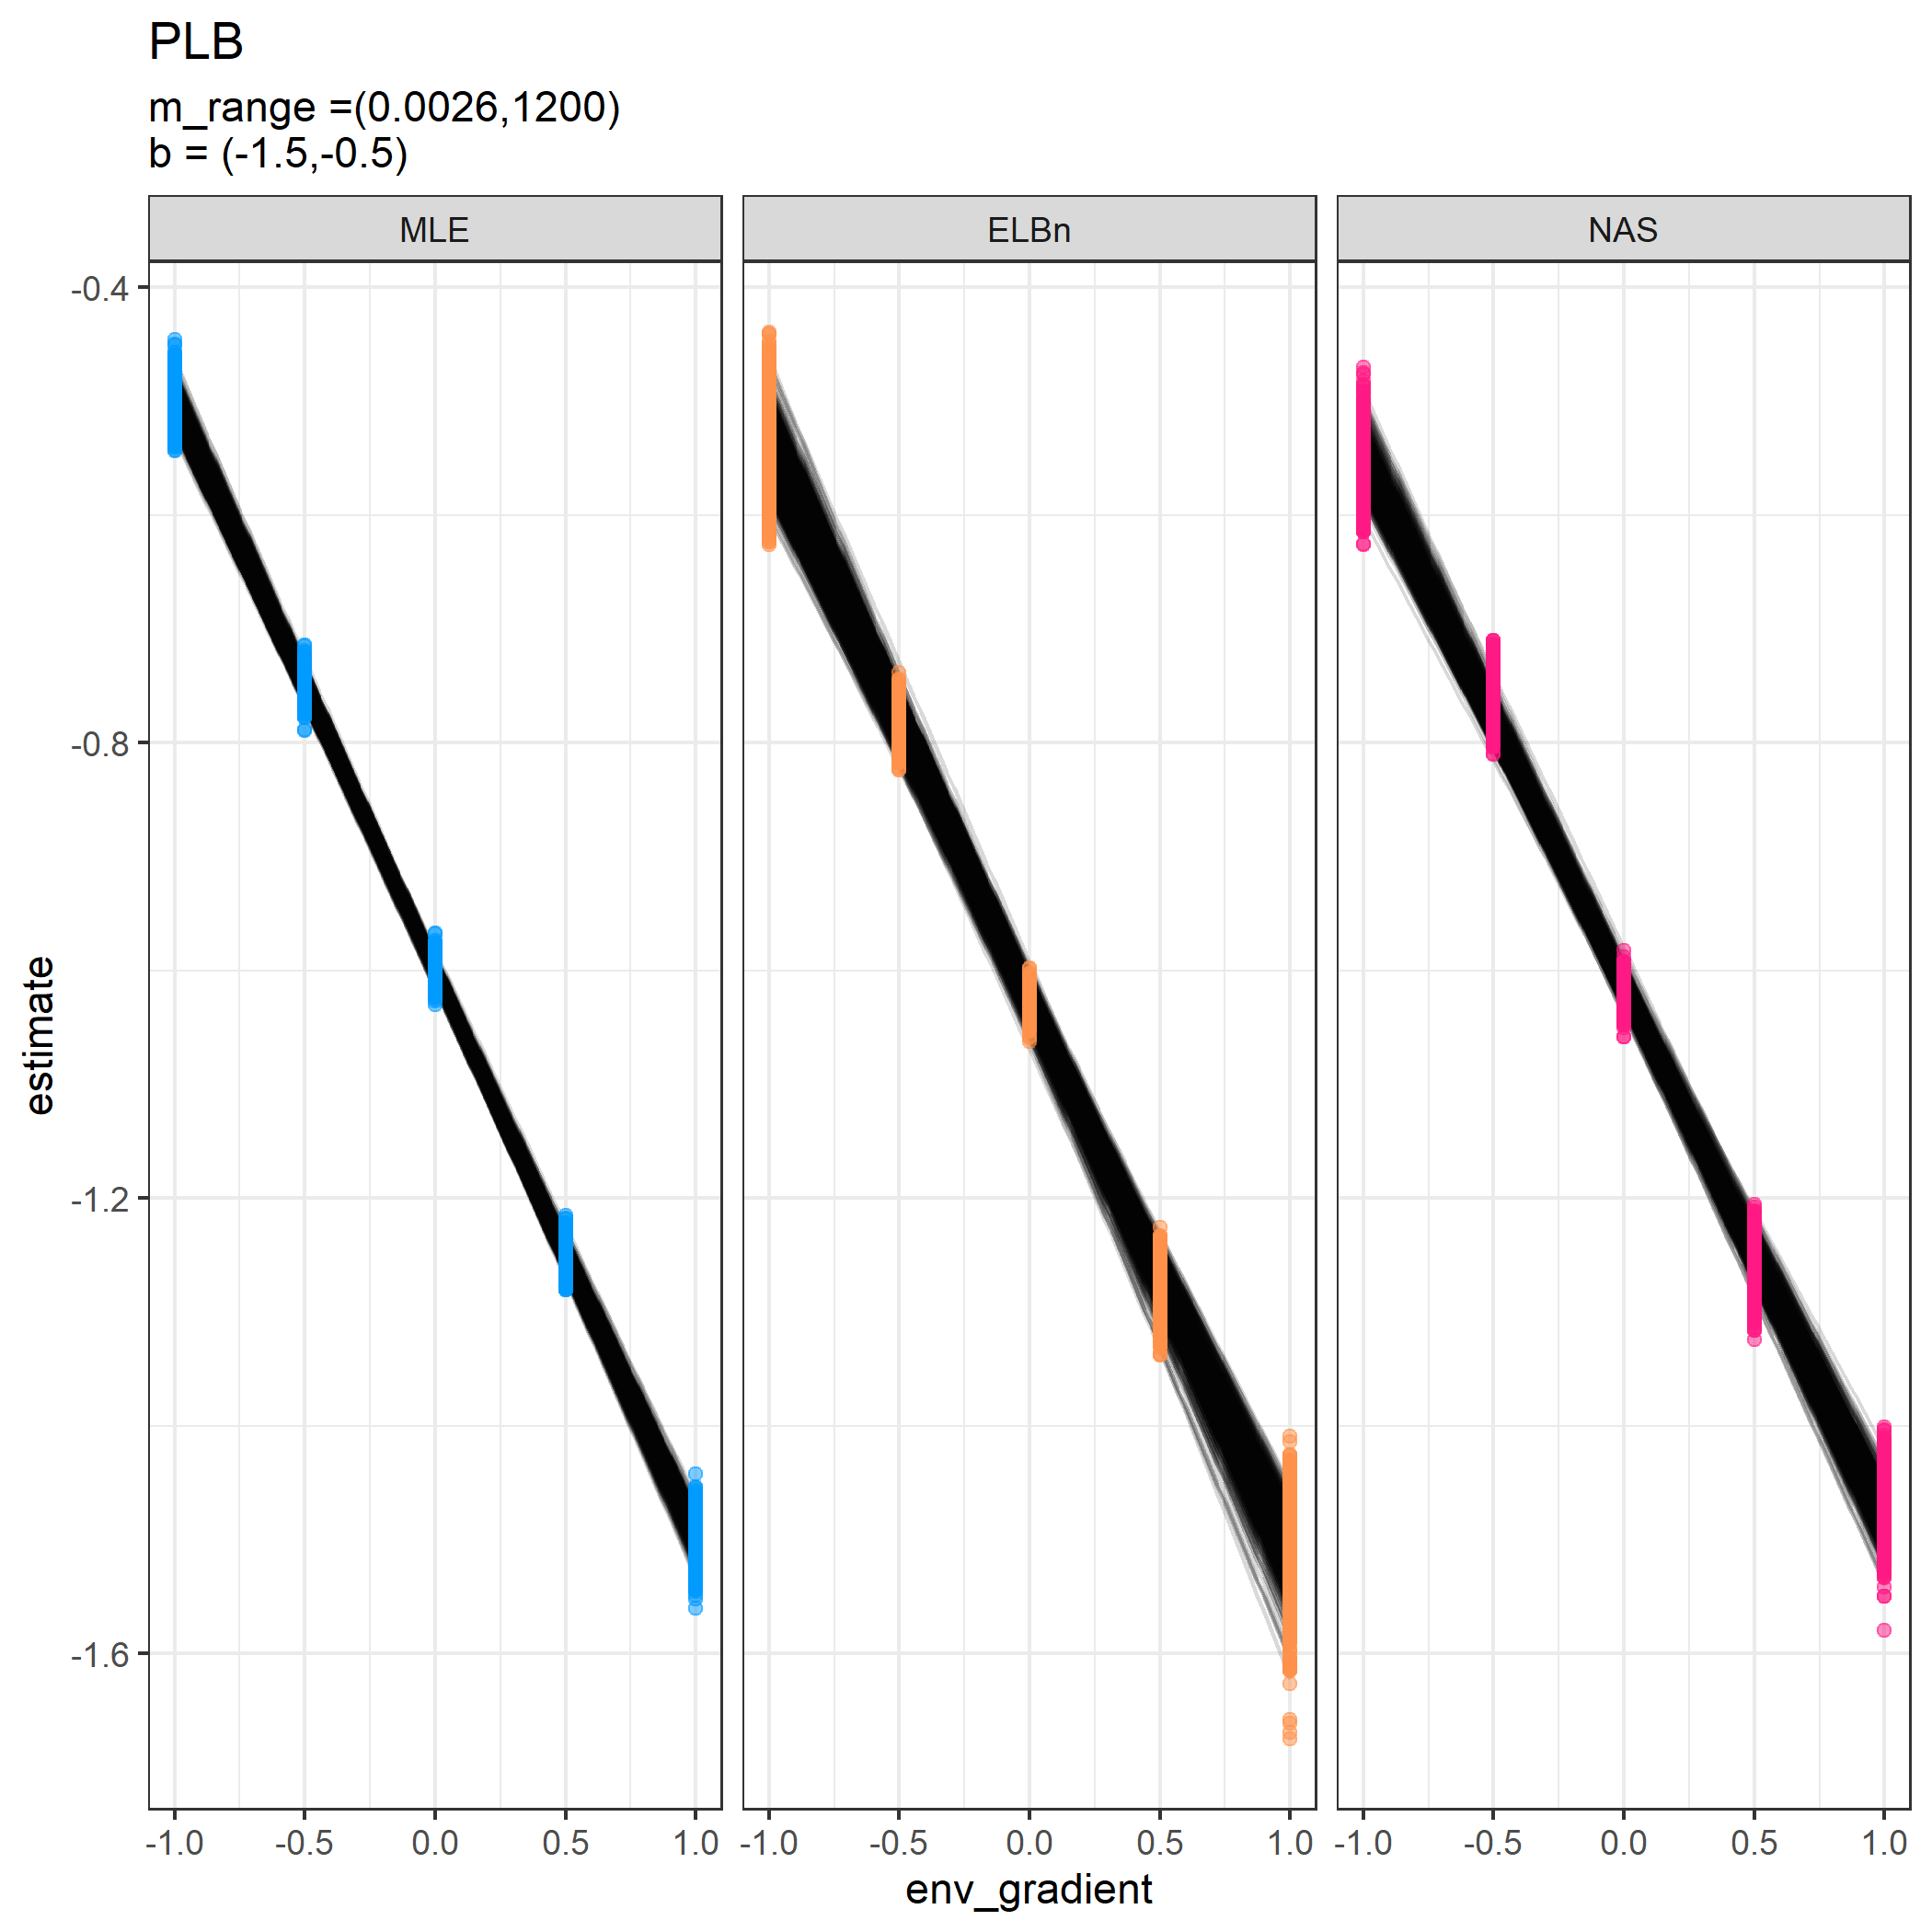 PLB
m_range =(0.0026,1200)
b = (-1.5,-0.5)
MLE ELBn NAS
-0.4
-0.8
-1.2
-1.6
estimate
-1.0 -0.5 0.0 0.5 1.0 -1.0 -0.5 0.0 0.5 1.0 -1.0 -0.5 0.0 0.5 1.0
env_gradient